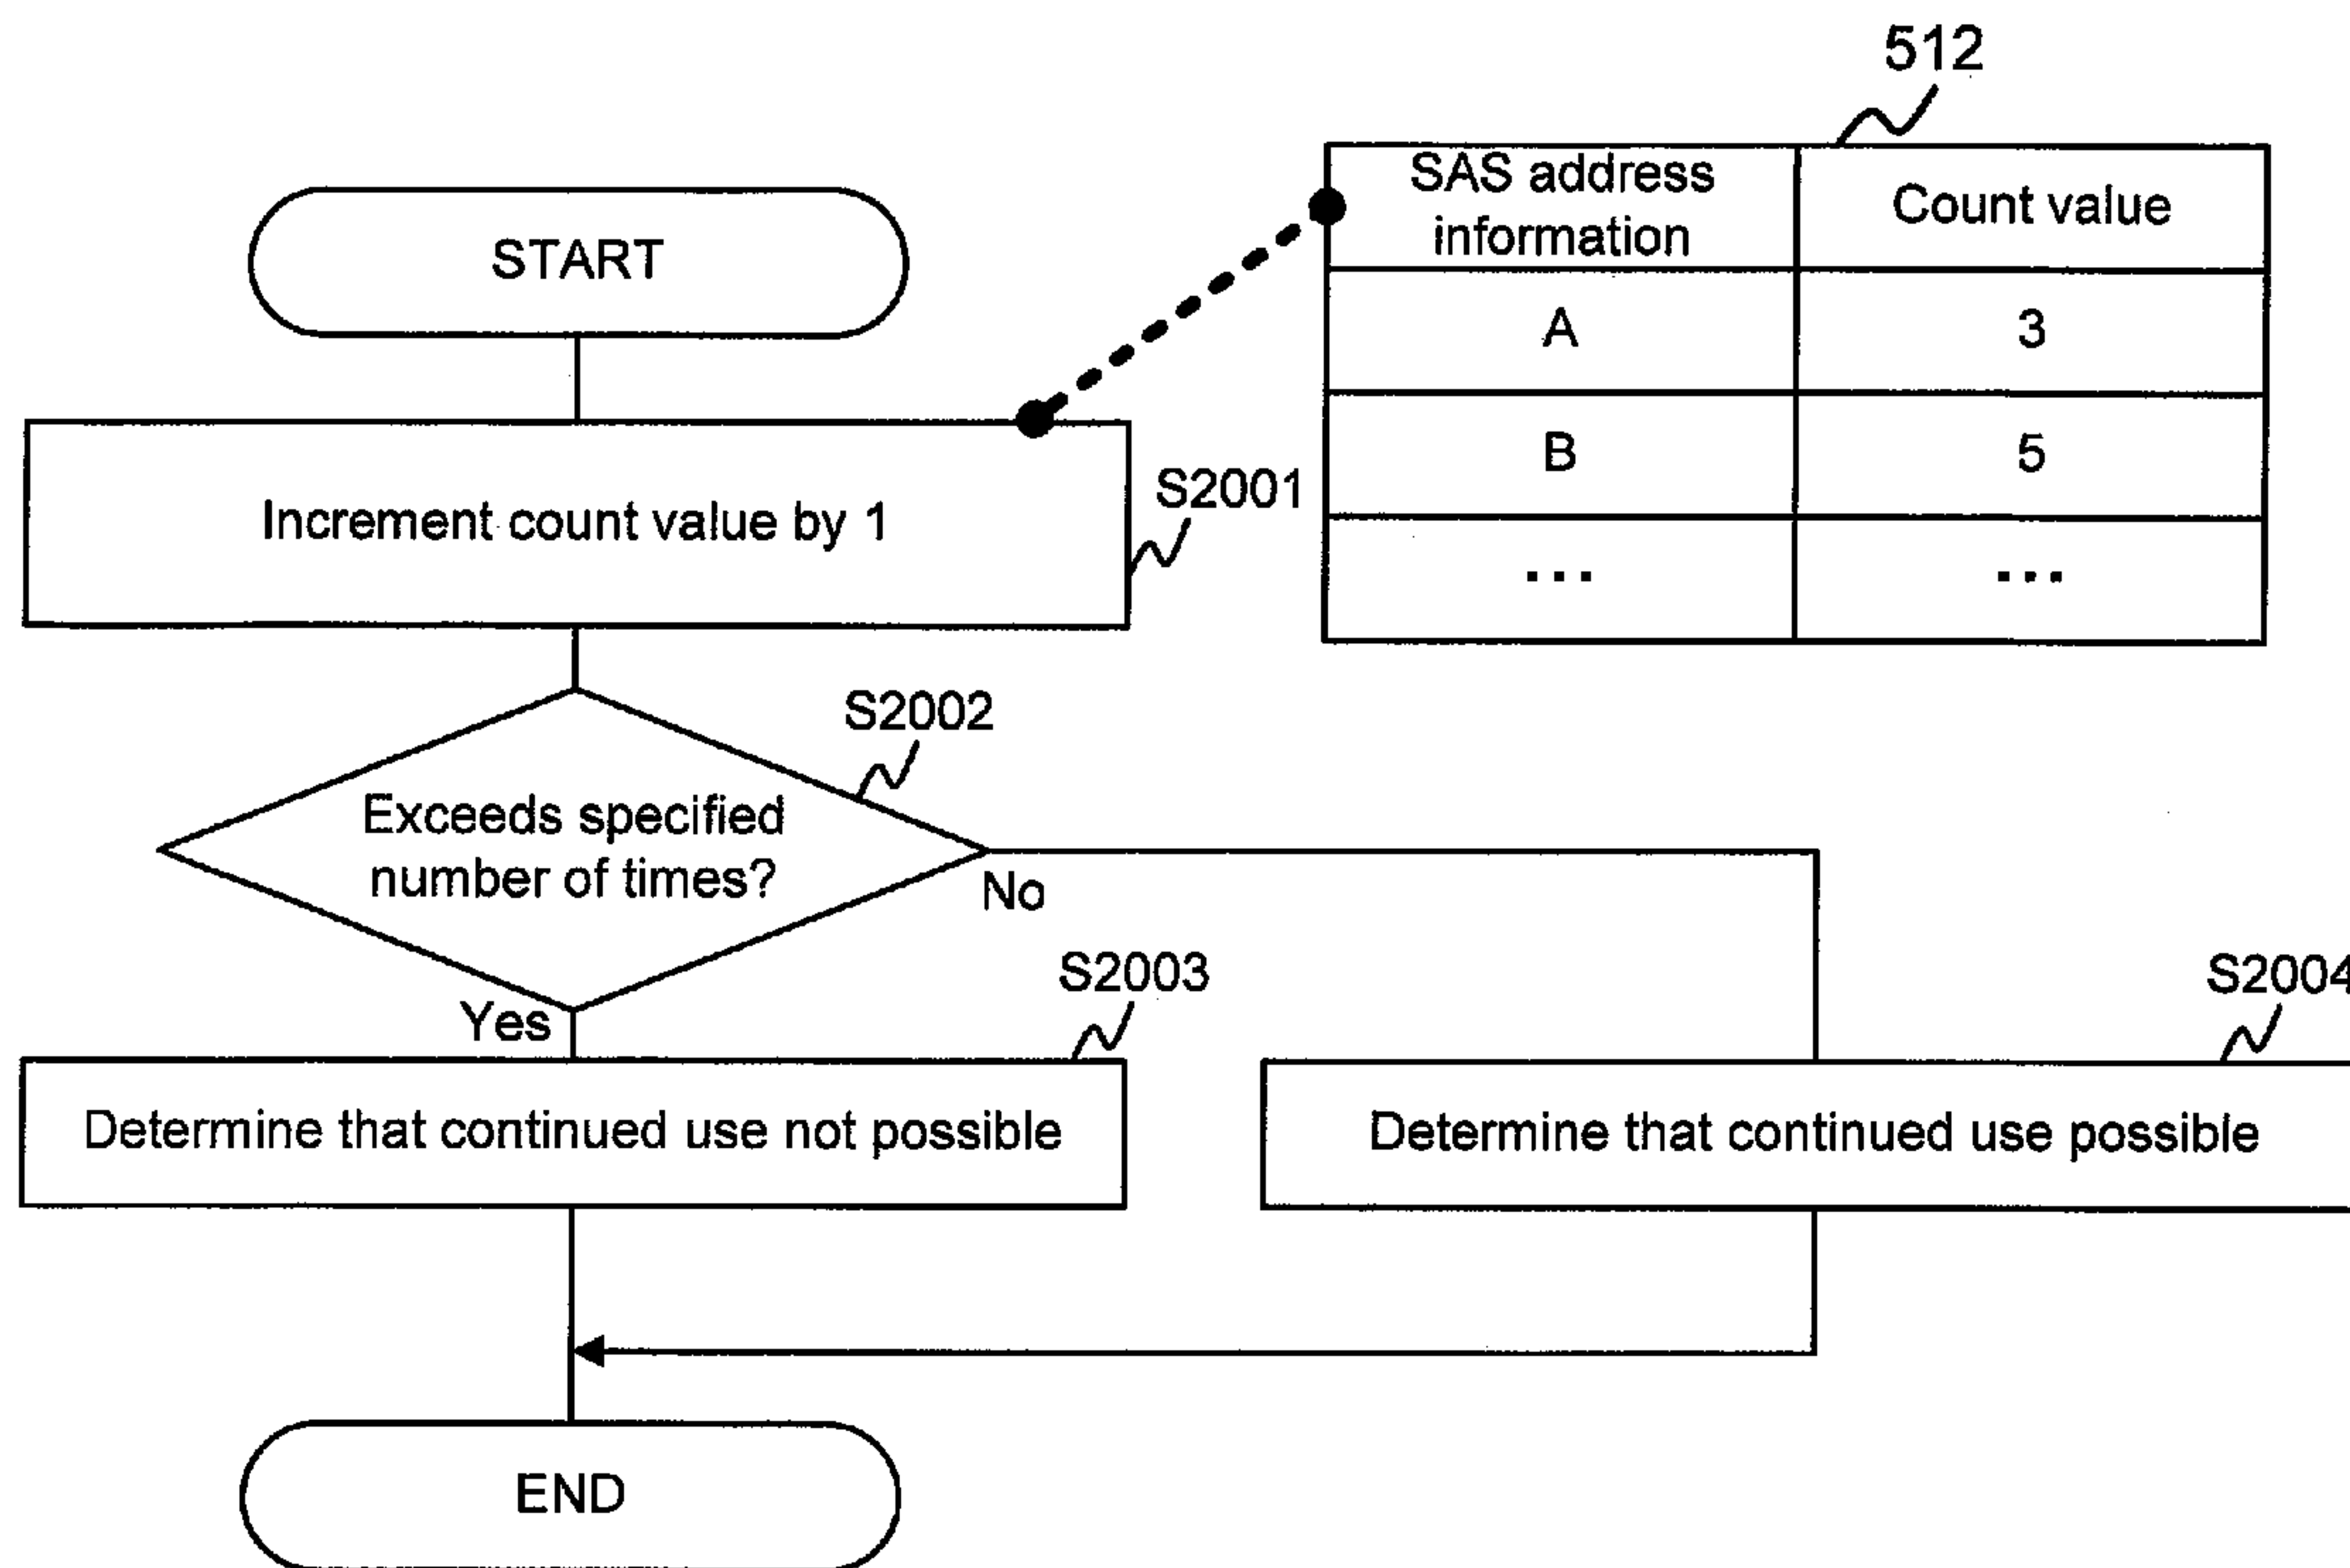 512
SAS address
information
Count value
A
3
B
5
...
...
START
Increment count value by 1
S2001
S2002
Exceeds specified
number of times?
No
Yes
S2003
Determine that continued use not possible
S2004
Determine that continued use possible
END